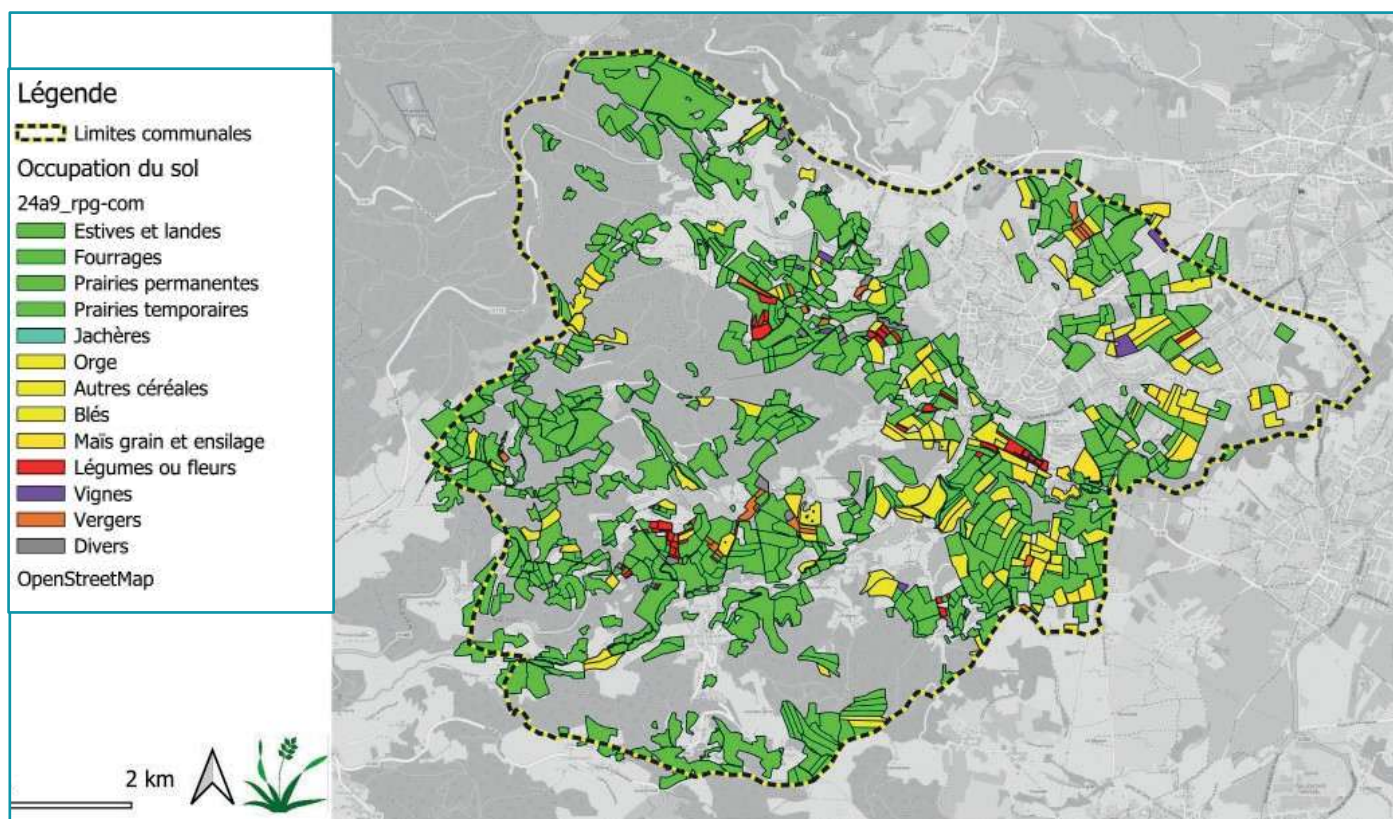 Légende
Limites communales
Occupation du sol
24a9_rpg-com
Estives et landes
Fourrages
Prairies permanentes
Prairies temporaires
Jachères
Orge
Autres céréales
Blés
Maïs grain et ensilage
Légumes ou fleurs
Vignes
Vergers
Divers
OpenStreetMap
2 km